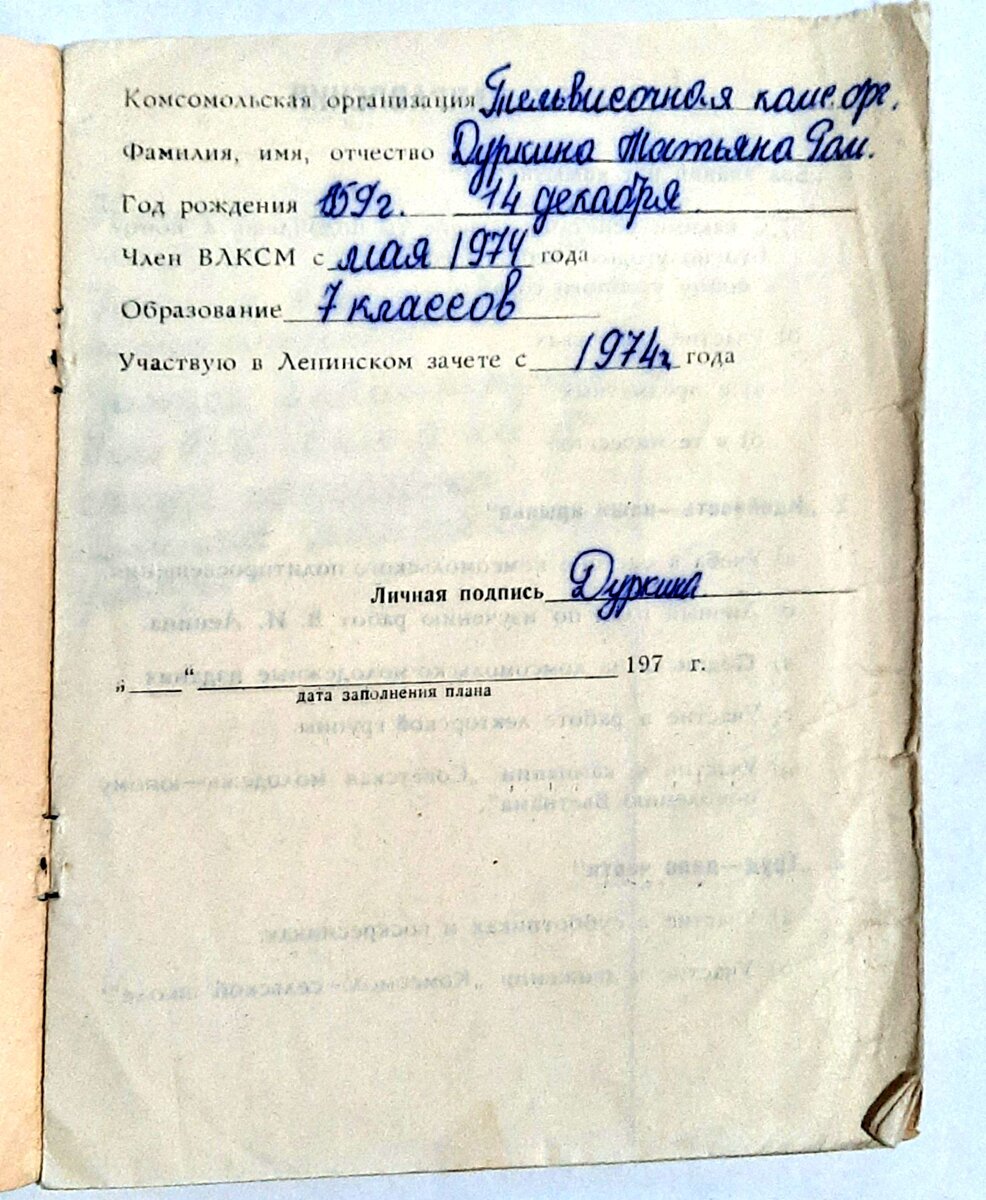 Комсомольская организация Тельвисочная комс. орг.
Фамилия, имя, отчество Дуркина Татьяна Рам.
Год рождения 1959г. 14 декабря
Член ВЛКСМ с мая 1974 года
Образование 7 классов
Участвую в Ленинском зачете с 1974г. года
Личная подпись Дуркина
„ “ 197 г.
дата заполнения плана